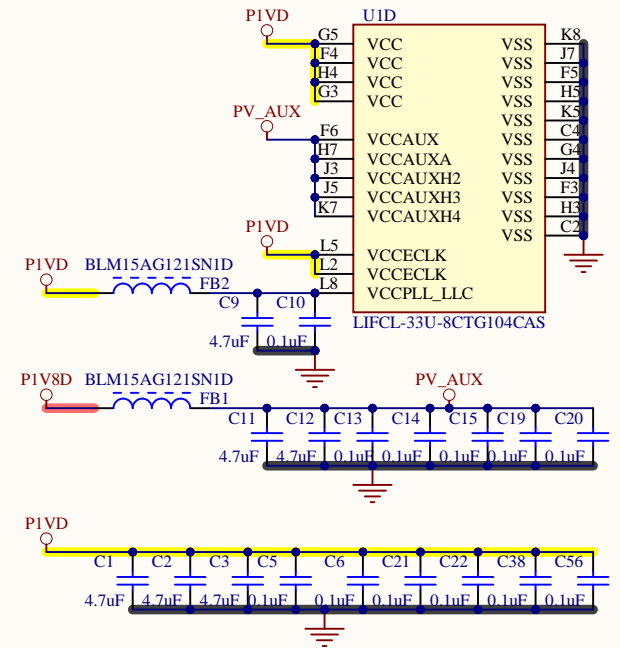 P1VD
U1D
G5 VCC VSS K8
F4 VCC VSS J7
H4 VCC VSS F5
G3 VCC VSS H5
VSS K5
PV_AUX
F6 VCCAUX VSS C4
H7 VCCAUXA VSS G4
J3 VCCAUXH2 VSS J4
J5 VCCAUXH3 VSS F3
K7 VCCAUXH4 VSS H3
VSS C2
P1VD
L5 VCCECLK
L2 VCCECLK
L8 VCCPLL_LLC
LIFCL-33U-8CTG104CAS
P1VD BLM15AG121SN1D
FB2
C9 C10
4.7uF 0.1uF
P1V8D BLM15AG121SN1D PV_AUX
FB1
C11 C12 C13 C14 C15 C19 C20
4.7uF 4.7uF 0.1uF 0.1uF 0.1uF 0.1uF 0.1uF
P1VD
C1 C2 C3 C5 C6 C21 C22 C38 C56
4.7uF 4.7uF 4.7uF 0.1uF 0.1uF 0.1uF 0.1uF 0.1uF 0.1uF